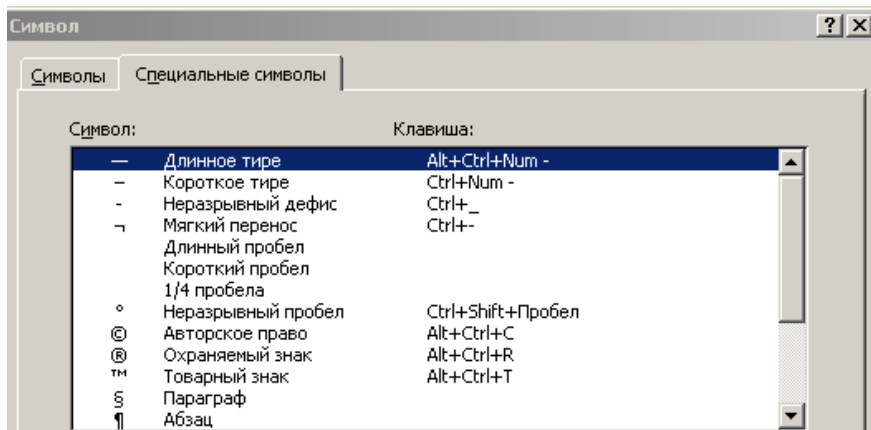 Символ
Символы Специальные символы
Символ: Клавиша:
— Длинное тире Alt+Ctrl+Num -
– Короткое тире Ctrl+Num -
- Неразрывный дефис Ctrl+_
¬ Мягкий перенос Ctrl+-
Длинный пробел
Короткий пробел
1/4 пробела
° Неразрывный пробел Ctrl+Shift+Пробел
© Авторское право Alt+Ctrl+C
® Охраняемый знак Alt+Ctrl+R
™ Товарный знак Alt+Ctrl+T
§ Параграф
¶ Абзац